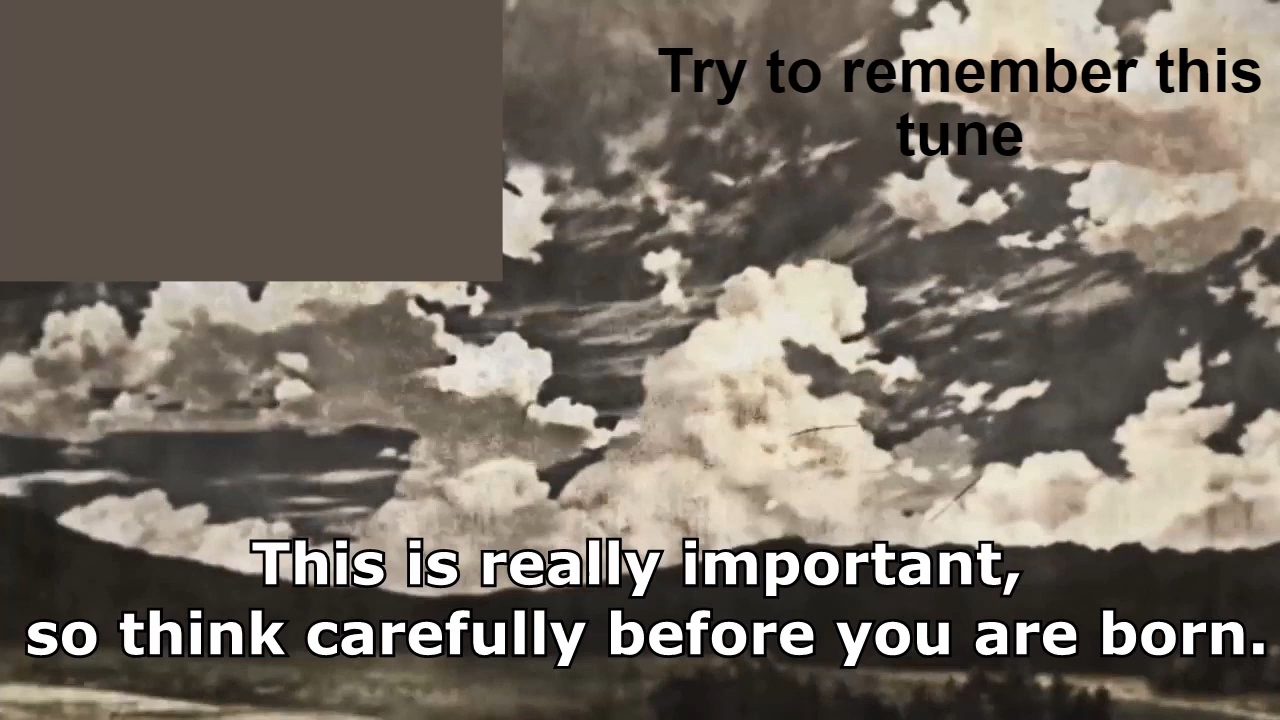 Try to remember this
tune
This is really important,
so think carefully before you are born.